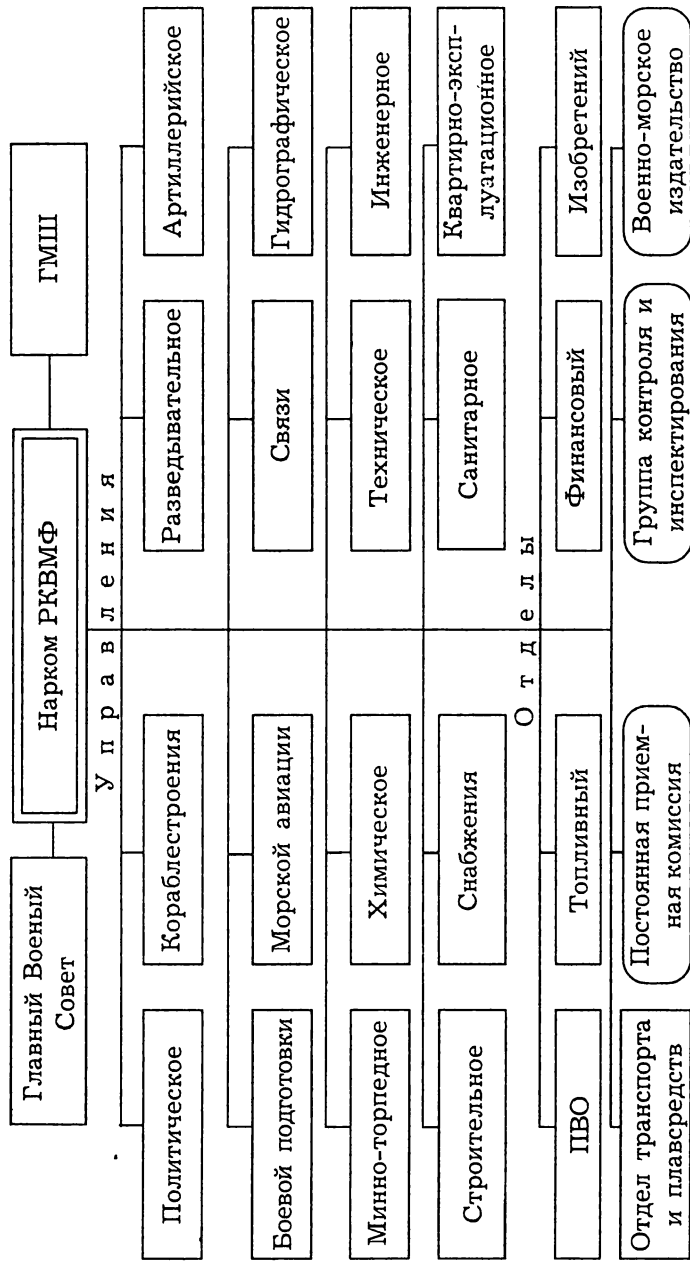 Главный Военый
Совет
Нарком РКВМФ
ГМШ
Управления
Политическое
Кораблестроения
Разведывательное
Артиллерийское
Боевой подготовки
Морской авиации
Связи
Гидрографическое
Минно-торпедное
Химическое
Техническое
Инженерное
Строительное
Снабжения
Санитарное
Квартирно-эксп-
луатационное
Отделы
ПВО
Топливный
Финансовый
Изобретений
Отдел транспорта
и плавсредств
Постоянная прием-
ная комиссия
Группа контроля и
инспектирования
Военно-морское
издательство